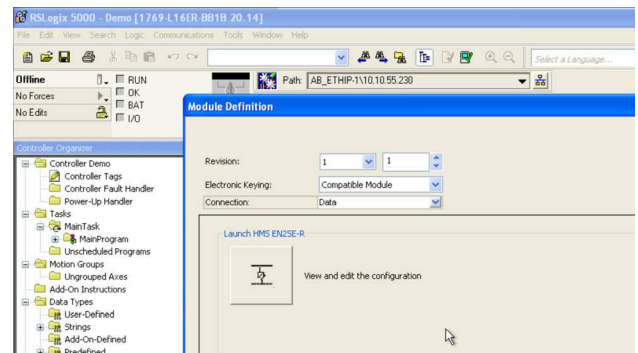 RSLogix 5000 - Demo [1769-L16ER-BB1B 20.14]
File Edit View Search Logic Communications Tools Window Help
Select a Language...
Offline
RUN
No Forces
OK
No Edits
BAT
I/O
Path: AB_ETHIP-1\10.10.55.230
Module Definition
Controller Organizer
Controller Demo
Controller Tags
Controller Fault Handler
Power-Up Handler
Tasks
MainTask
MainProgram
Unscheduled Programs
Motion Groups
Ungrouped Axes
Add-On Instructions
Data Types
User-Defined
Strings
Add-On-Defined
Predefined
Revision: 1 1
Electronic Keying: Compatible Module
Connection: Data
Launch HMS EN2SE-R
View and edit the configuration